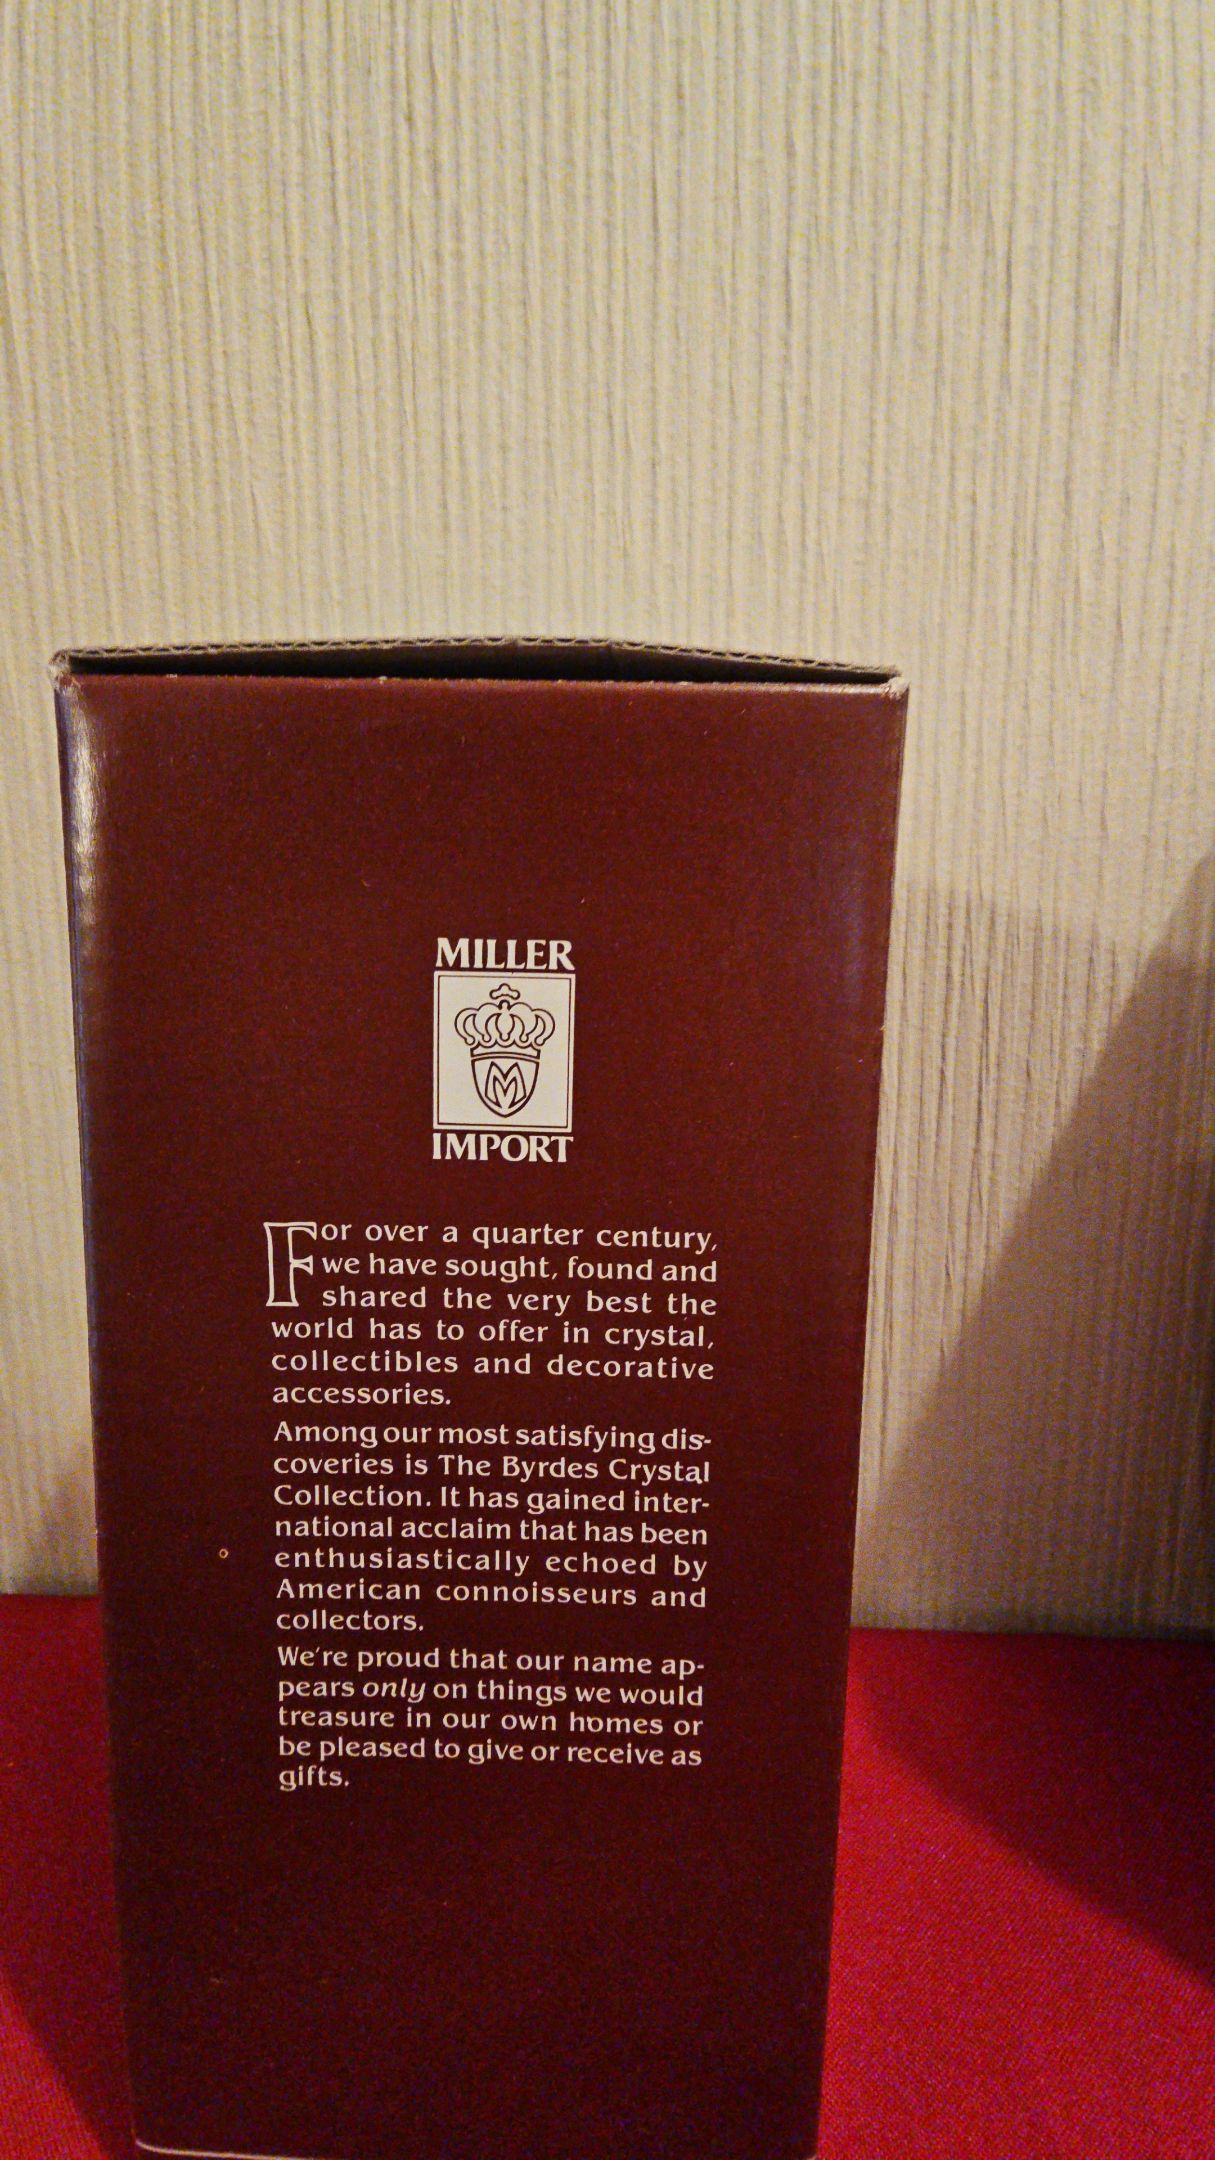 MILLER
M
IMPORT
For over a quarter century,
we have sought, found and
shared the very best the
world has to offer in crystal,
collectibles and decorative
accessories.
Among our most satisfying dis-
coveries is The Byrdes Crystal
Collection. It has gained inter-
national acclaim that has been
enthusiastically echoed by
American connoisseurs and
collectors.
We're proud that our name ap-
pears only on things we would
treasure in our own homes or
be pleased to give or receive as
gifts.